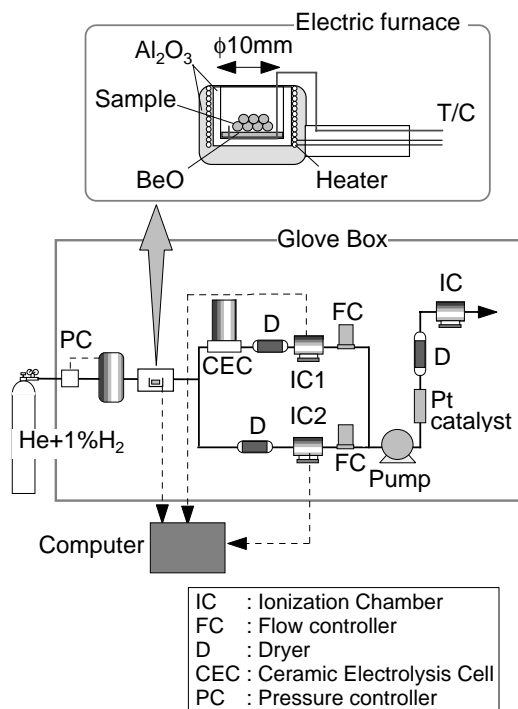 Electric furnace
ϕ10mm
Al₂O₃
Sample
T/C
BeO
Heater
Glove Box
IC
FC
D
PC
D
CEC
IC1
Pt
catalyst
IC2
D
He+1%H₂
FC
Pump
Computer
IC : Ionization Chamber
FC : Flow controller
D : Dryer
CEC : Ceramic Electrolysis Cell
PC : Pressure controller